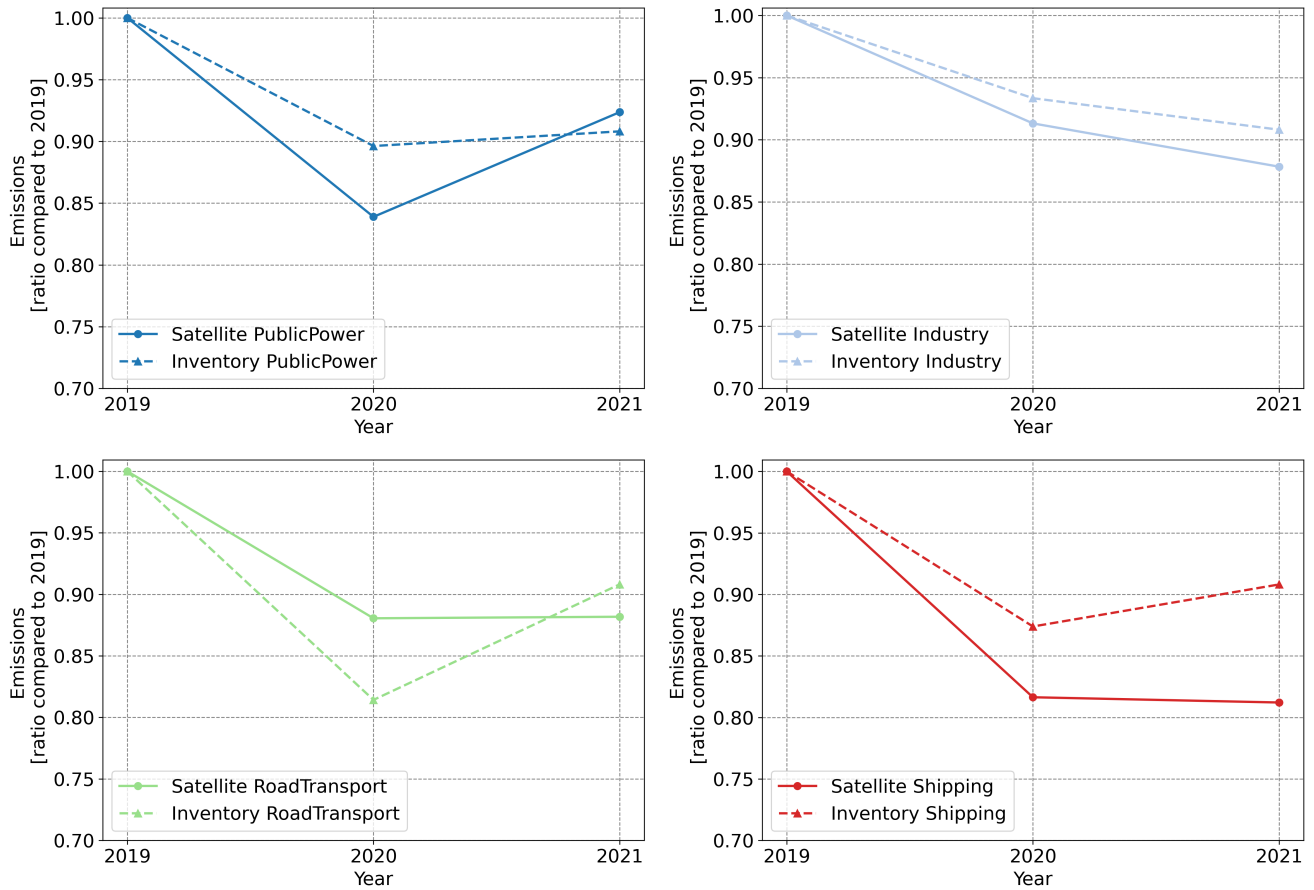 1.00
0.95
0.90
0.85
0.80
0.75
0.70
Emissions
[ratio compared to 2019]
Satellite PublicPower
Inventory PublicPower
2019
2020
2021
Year
1.00
0.95
0.90
0.85
0.80
0.75
0.70
Emissions
[ratio compared to 2019]
Satellite Industry
Inventory Industry
2019
2020
2021
Year
1.00
0.95
0.90
0.85
0.80
0.75
0.70
Emissions
[ratio compared to 2019]
Satellite RoadTransport
Inventory RoadTransport
2019
2020
2021
Year
1.00
0.95
0.90
0.85
0.80
0.75
0.70
Emissions
[ratio compared to 2019]
Satellite Shipping
Inventory Shipping
2019
2020
2021
Year